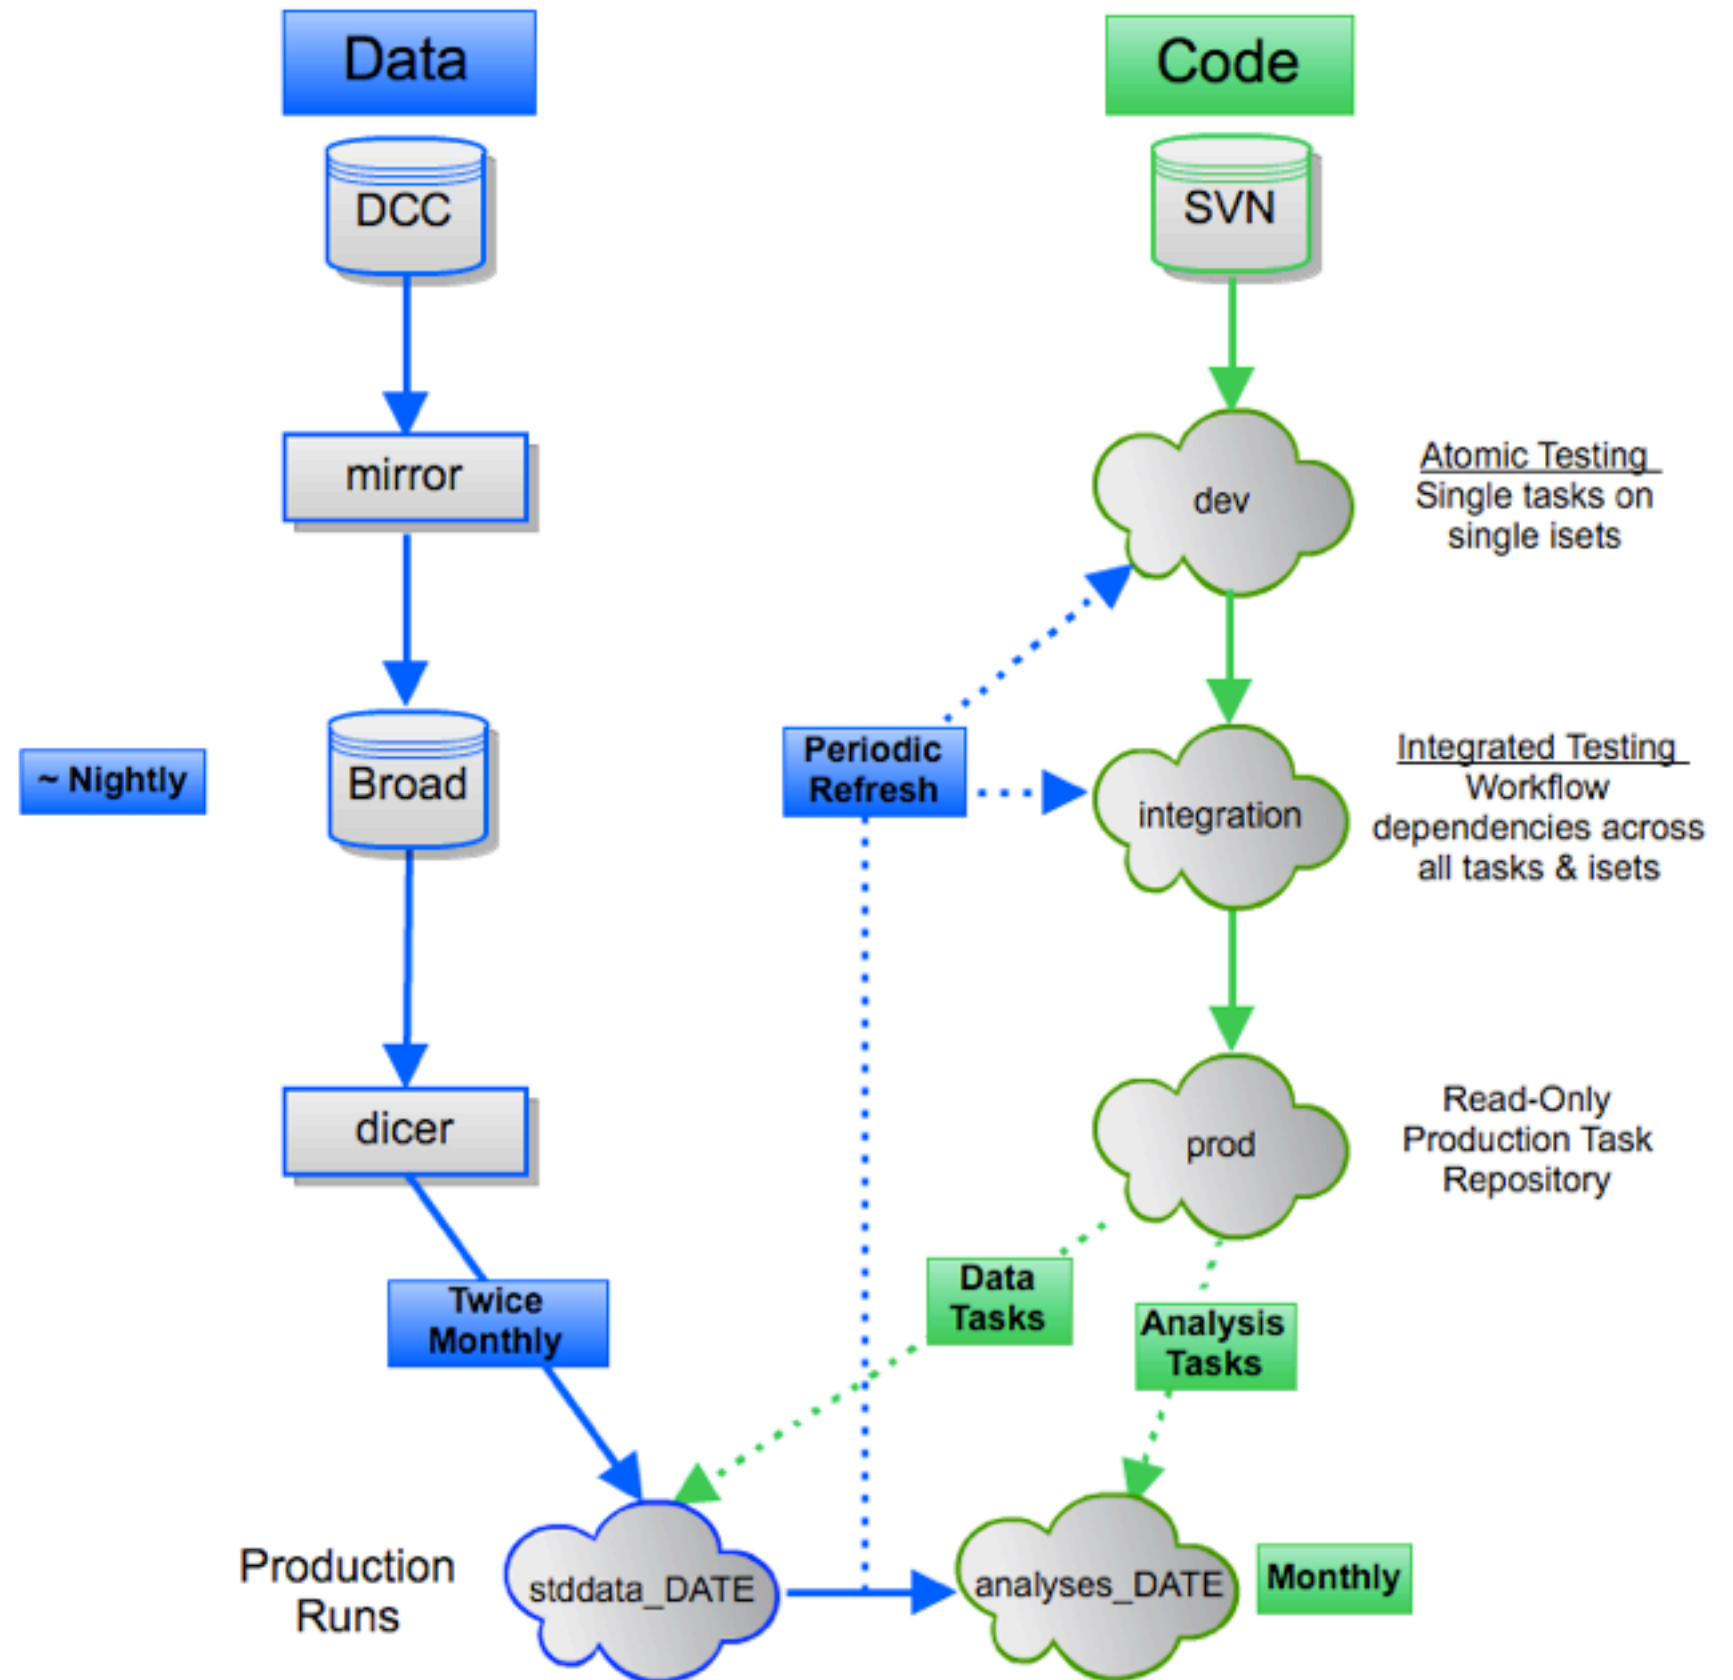 Data
Code
DCC
SVN
mirror
dev
Atomic Testing
Single tasks on
single isets
~ Nightly
Broad
Periodic
Refresh
integration
Integrated Testing
Workflow
dependencies across
all tasks & isets
dicer
prod
Read-Only
Production Task
Repository
Twice
Monthly
Data
Tasks
Analysis
Tasks
Production
Runs
stddata_DATE
analyses_DATE
Monthly